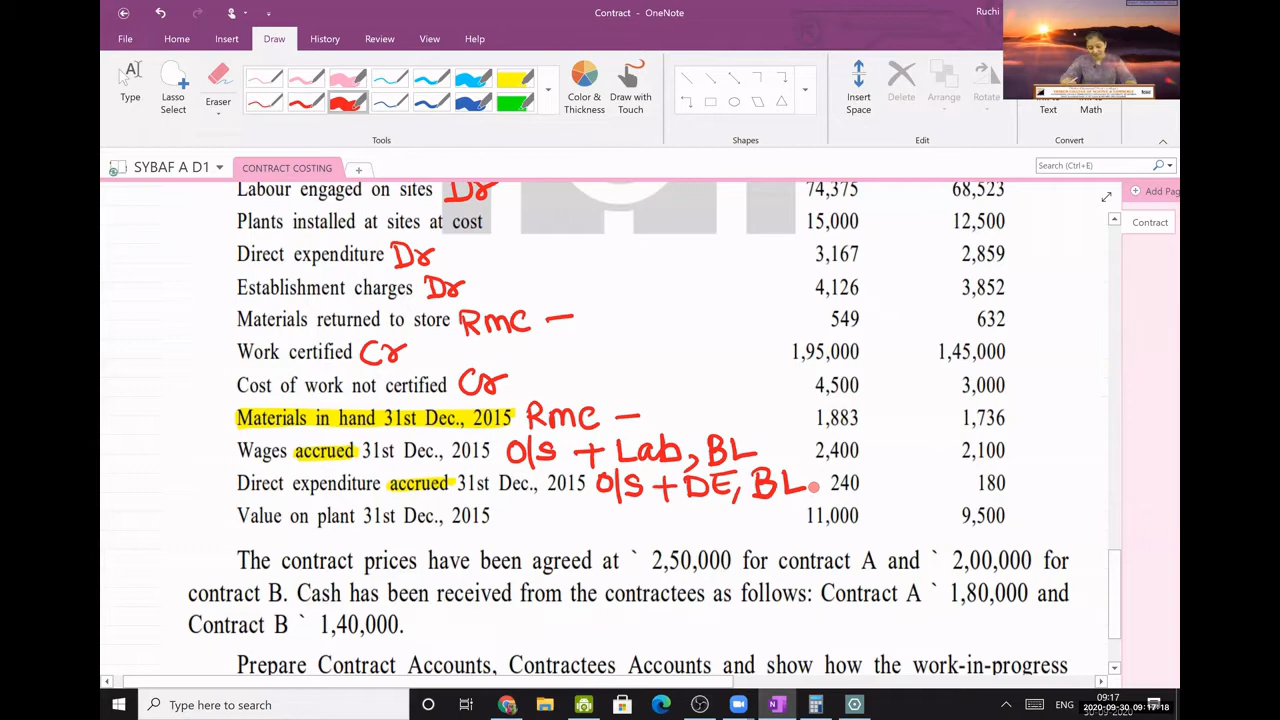 Contract - OneNote
Ruchi
File Home Insert Draw History Review View Help
Type Lasso Select Eraser Color & Thickness Draw with Touch Insert Space Delete Arrange Rotate Text Math
Tools Shapes Edit Convert
SYBAF A D1 CONTRACT COSTING Search (Ctrl+E)
Add Pag
Contract
Labour engaged on sites Dr 74,375 68,523
Plants installed at sites at cost 15,000 12,500
Direct expenditure Dr 3,167 2,859
Establishment charges Dr 4,126 3,852
Materials returned to store RMC – 549 632
Work certified Cr 1,95,000 1,45,000
Cost of work not certified Cr 4,500 3,000
Materials in hand 31st Dec., 2015 RMC – 1,883 1,736
Wages accrued 31st Dec., 2015 O/S + Lab, BL 2,400 2,100
Direct expenditure accrued 31st Dec., 2015 O/S + DE, BL 240 180
Value on plant 31st Dec., 2015 11,000 9,500
The contract prices have been agreed at ` 2,50,000 for contract A and ` 2,00,000 for
contract B. Cash has been received from the contractees as follows: Contract A ` 1,80,000 and
Contract B ` 1,40,000.
Prepare Contract Accounts, Contractees Accounts and show how the work-in-progress
Type here to search
ENG
09:17
2020-09-30 09:17:18